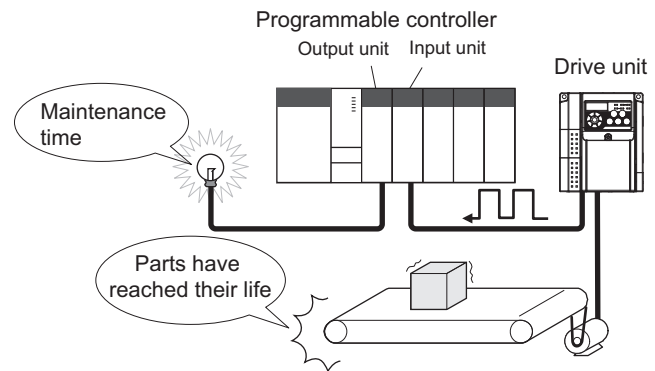 Programmable controller
Output unit
Input unit
Drive unit
Maintenance
time
Parts have
reached their life